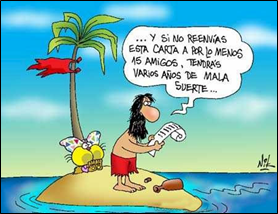 ... Y SI NO REENVÍAS
ESTA CARTA A POR LO MENOS
15 AMIGOS, TENDRÁS
VARIOS AÑOS DE MALA
SUERTE...